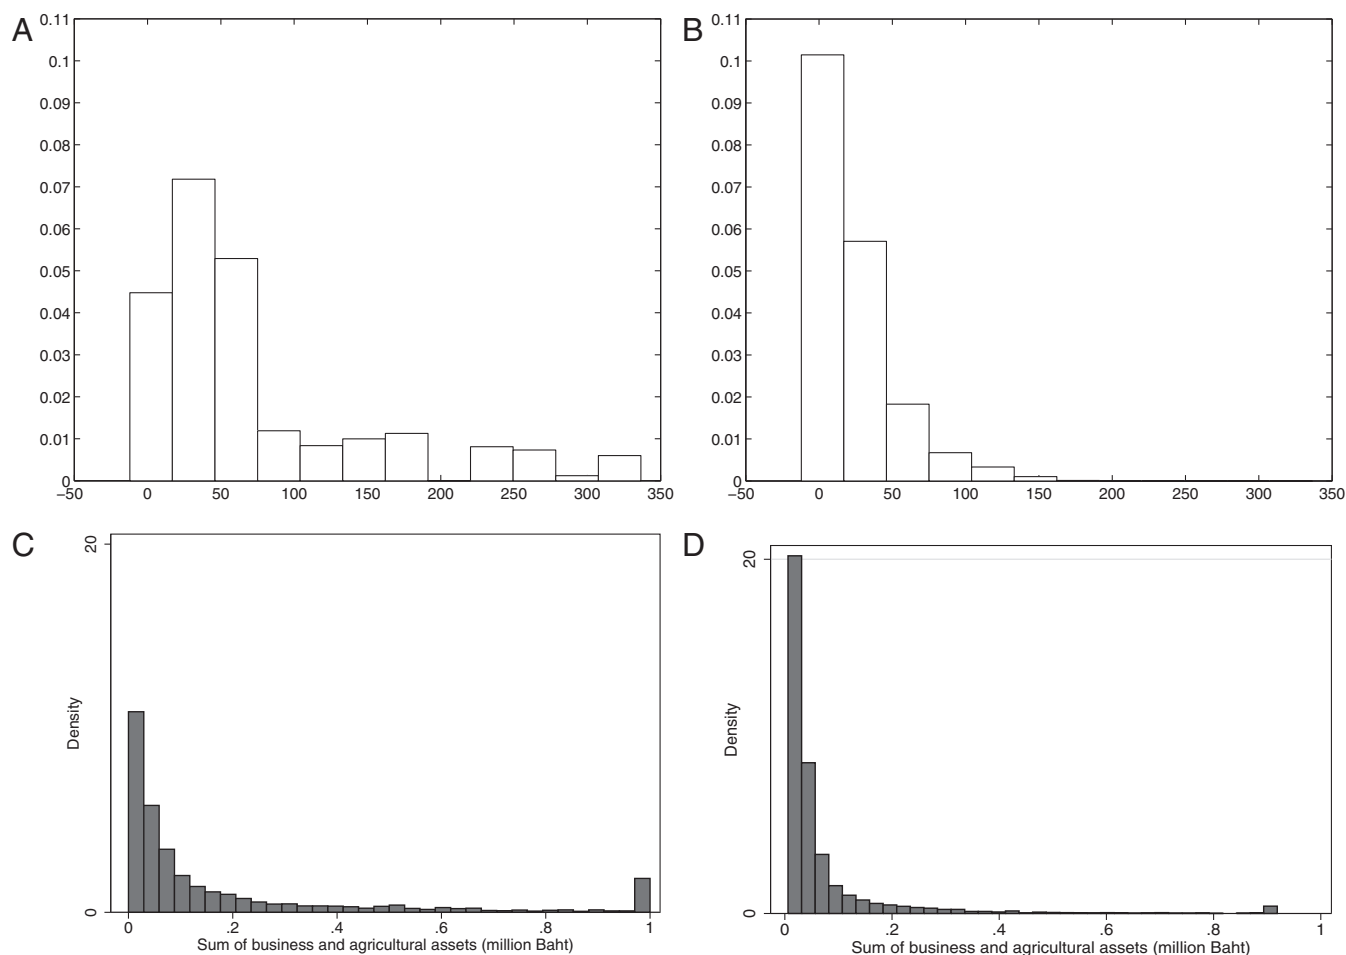 A
0.11
0.1
0.09
0.08
0.07
0.06
0.05
0.04
0.03
0.02
0.01
0
−50 0 50 100 150 200 250 300 350
B
0.11
0.1
0.09
0.08
0.07
0.06
0.05
0.04
0.03
0.02
0.01
0
−50 0 50 100 150 200 250 300 350
C
20
Density
0
0 .2 .4 .6 .8 1
Sum of business and agricultural assets (million Baht)
D
20
Density
0
0 .2 .4 .6 .8 1
Sum of business and agricultural assets (million Baht)